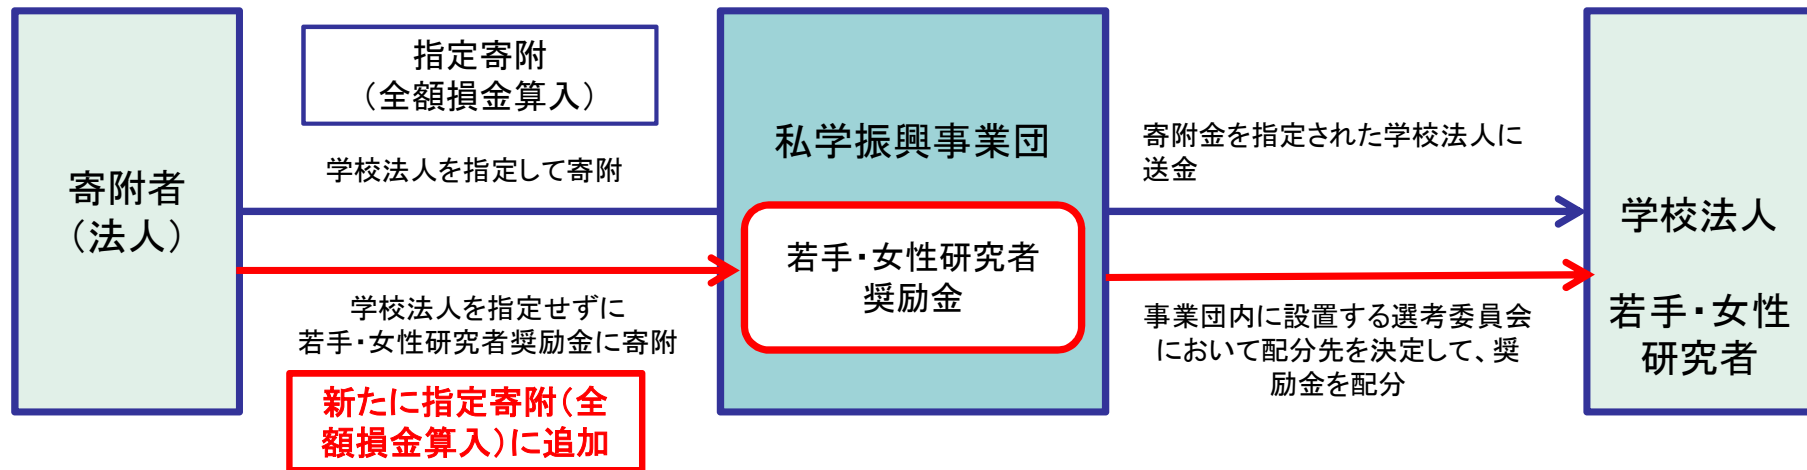 寄附者
（法人）
指定寄附
（全額損金算入）
学校法人を指定して寄附
学校法人を指定せずに
若手・女性研究者奨励金に寄附
新たに指定寄附（全
額損金算入）に追加
私学振興事業団
若手・女性研究者
奨励金
寄附金を指定された学校法人に
送金
事業団内に設置する選考委員会
において配分先を決定して、奨
励金を配分
学校法人
若手・女性
研究者